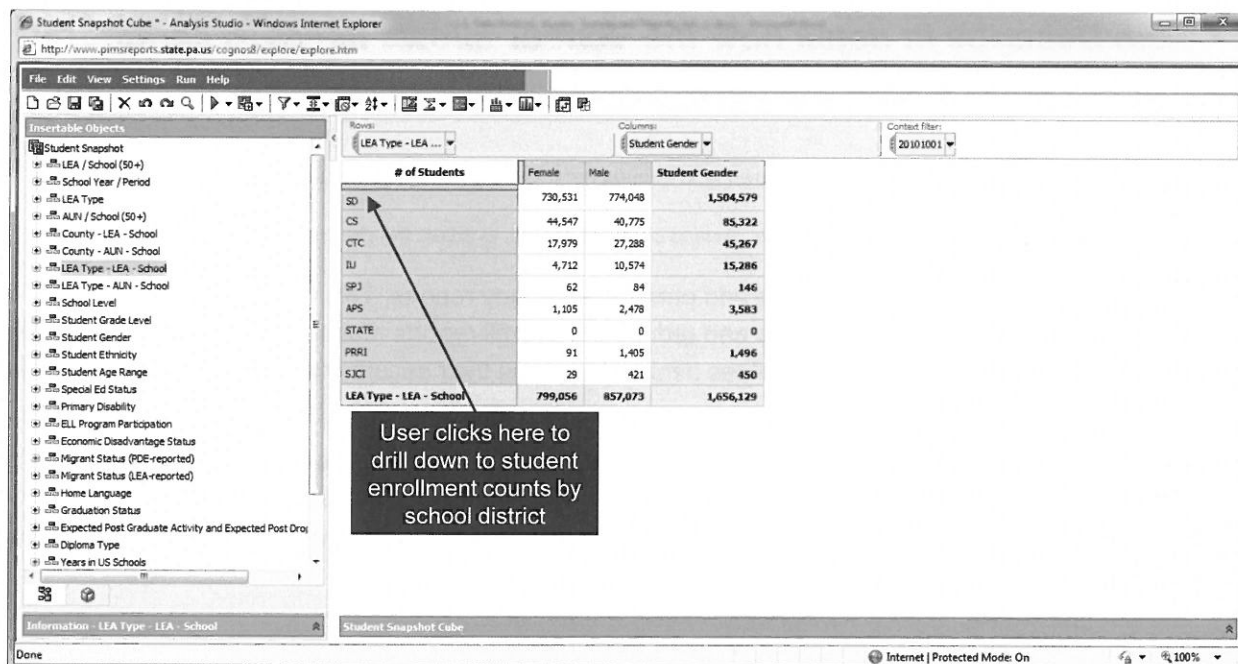 Student Snapshot Cube * - Analysis Studio - Windows Internet Explorer
http://www.pimsreports.state.pa.us/cognos8/explore/explore.htm
File Edit View Settings Run Help
Insertable Objects
Rows:
Columns:
Context filter:
LEA Type - LEA ...
Student Gender
20101001
Student Snapshot
LEA / School (50+)
School Year / Period
LEA Type
AUN / School (50+)
County - LEA - School
County - AUN - School
LEA Type - LEA - School
LEA Type - AUN - School
School Level
Student Grade Level
Student Gender
Student Ethnicity
Student Age Range
Special Ed Status
Primary Disability
ELL Program Participation
Economic Disadvantage Status
Migrant Status (PDE-reported)
Migrant Status (LEA-reported)
Home Language
Graduation Status
Expected Post Graduate Activity and Expected Post Drop
Diploma Type
Years in US Schools
# of Students Female Male Student Gender
SD 730,531 774,048 1,504,579
CS 44,547 40,775 85,322
CTC 17,979 27,288 45,267
IU 4,712 10,574 15,286
SPJ 62 84 146
APS 1,105 2,478 3,583
STATE 0 0 0
PRRI 91 1,405 1,496
SJCI 29 421 450
LEA Type - LEA - School 799,056 857,073 1,656,129
User clicks here to
drill down to student
enrollment counts by
school district
Information - LEA Type - LEA - School
Student Snapshot Cube
Done
Internet | Protected Mode: On
100%